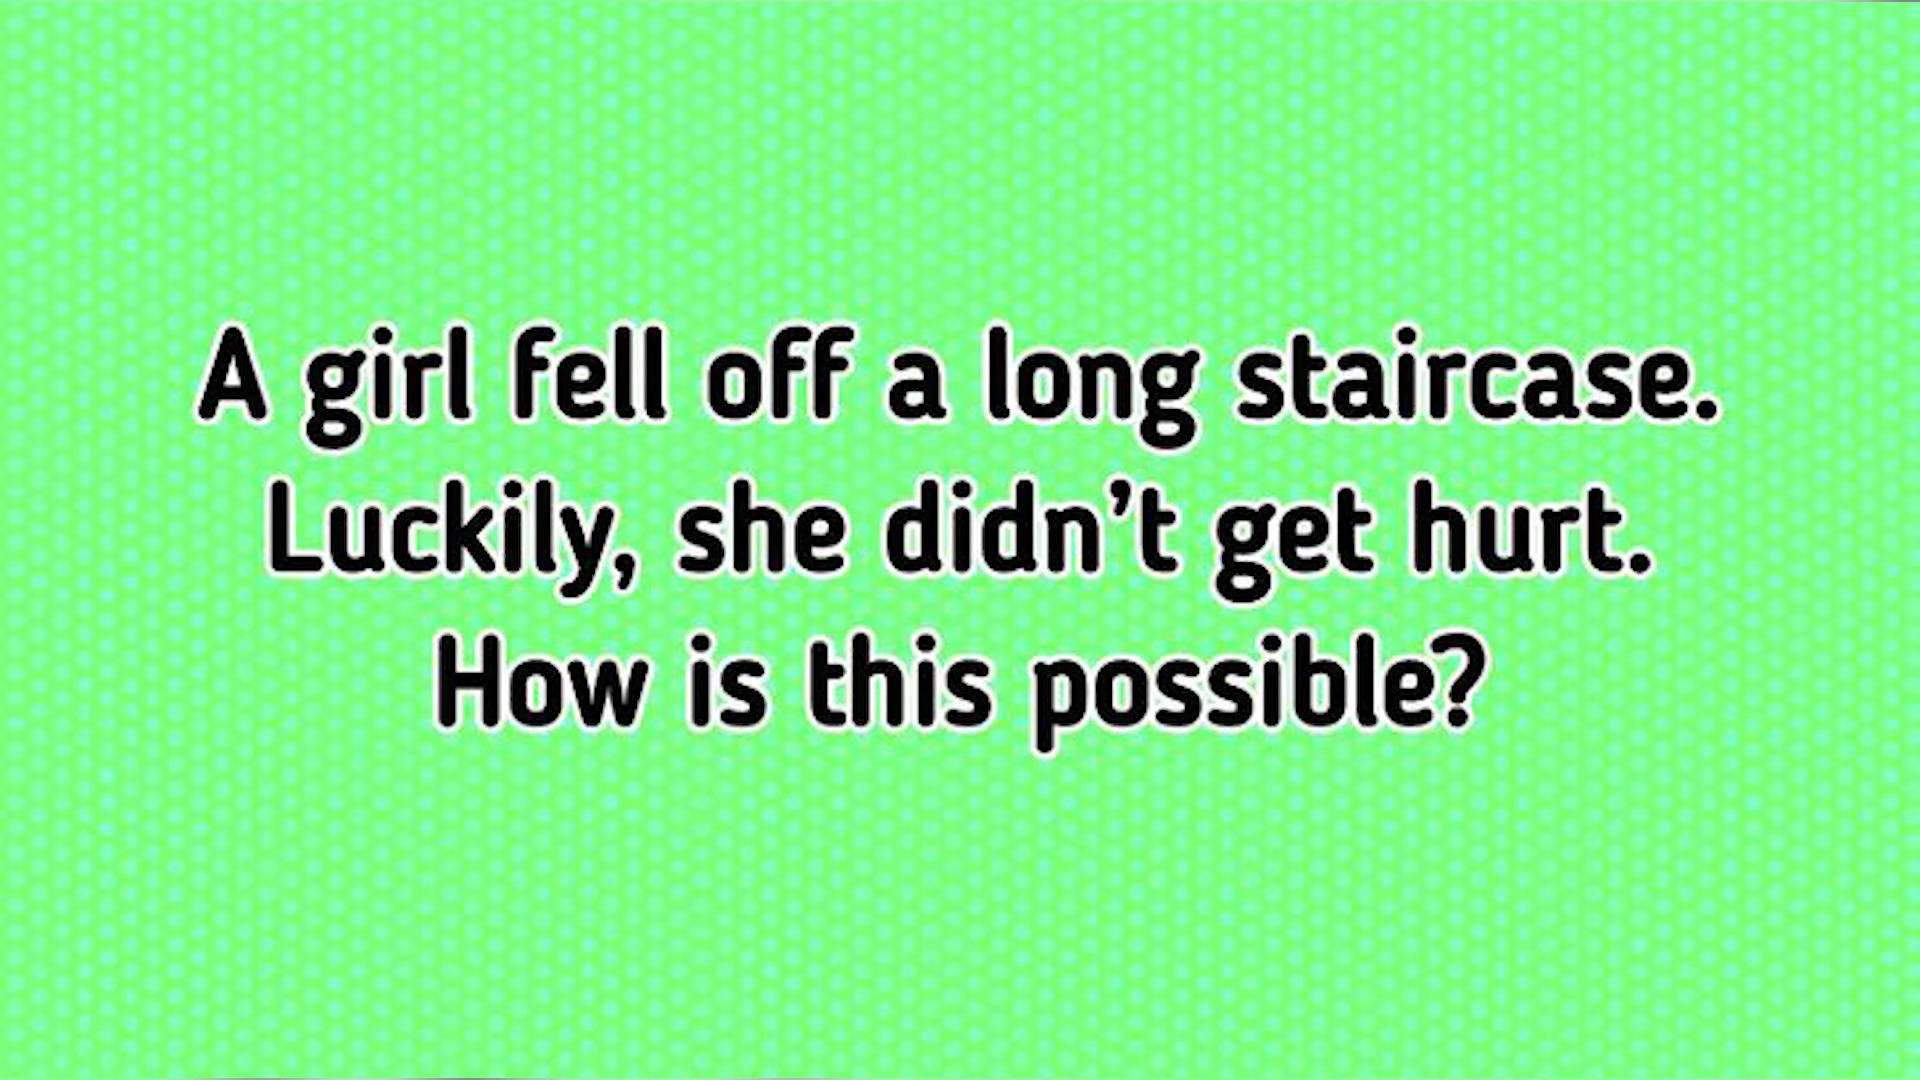 A girl fell off a long staircase.
Luckily, she didn’t get hurt.
How is this possible?